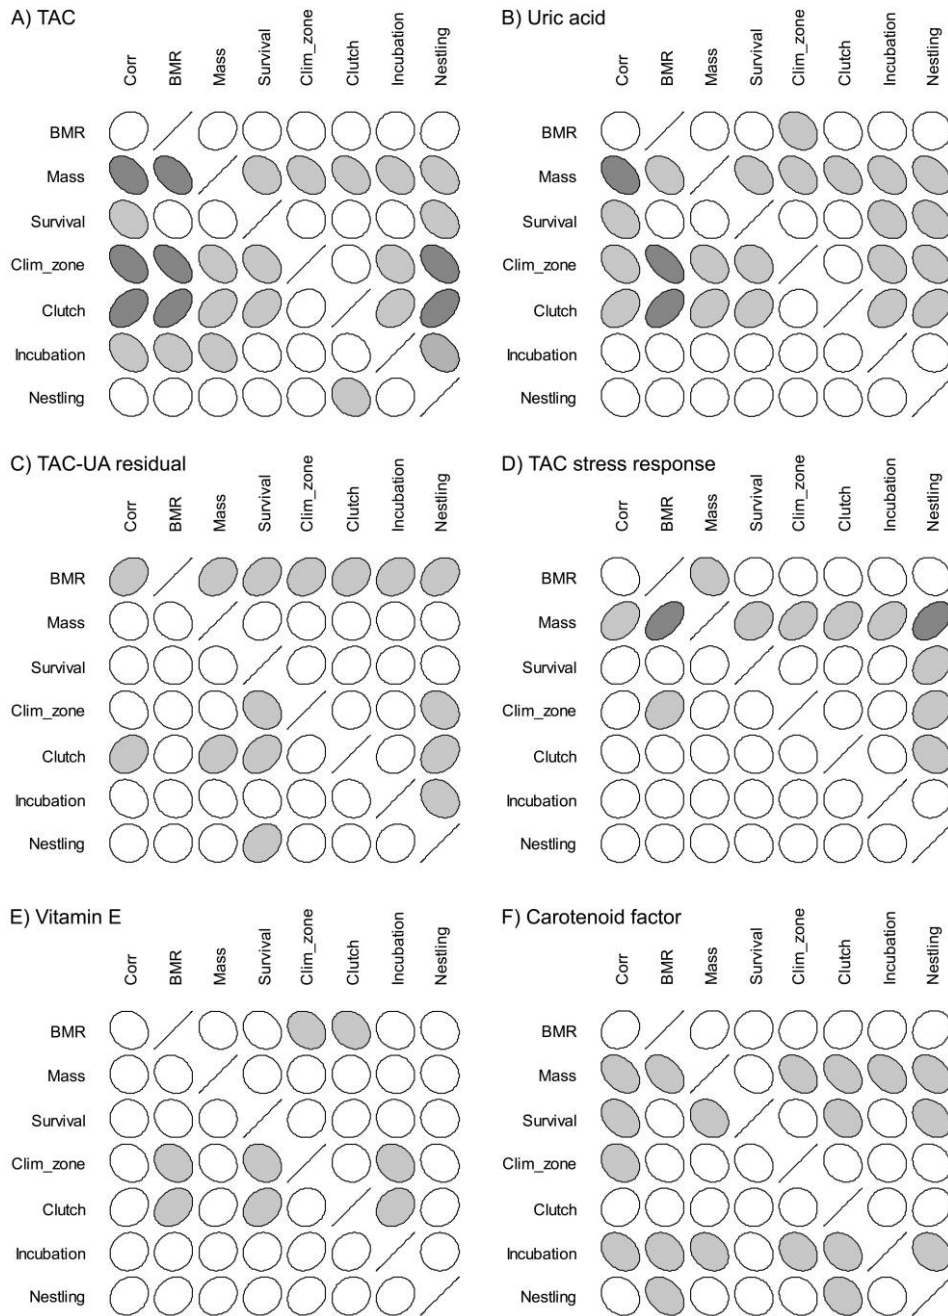 A) TAC
B) Uric acid
Corr BMR Mass Survival Clim_zone Clutch Incubation Nestling
Corr BMR Mass Survival Clim_zone Clutch Incubation Nestling
BMR
BMR
Mass
Mass
Survival
Survival
Clim_zone
Clim_zone
Clutch
Clutch
Incubation
Incubation
Nestling
Nestling
C) TAC-UA residual
D) TAC stress response
Corr BMR Mass Survival Clim_zone Clutch Incubation Nestling
Corr BMR Mass Survival Clim_zone Clutch Incubation Nestling
BMR
BMR
Mass
Mass
Survival
Survival
Clim_zone
Clim_zone
Clutch
Clutch
Incubation
Incubation
Nestling
Nestling
E) Vitamin E
F) Carotenoid factor
Corr BMR Mass Survival Clim_zone Clutch Incubation Nestling
Corr BMR Mass Survival Clim_zone Clutch Incubation Nestling
BMR
BMR
Mass
Mass
Survival
Survival
Clim_zone
Clim_zone
Clutch
Clutch
Incubation
Incubation
Nestling
Nestling